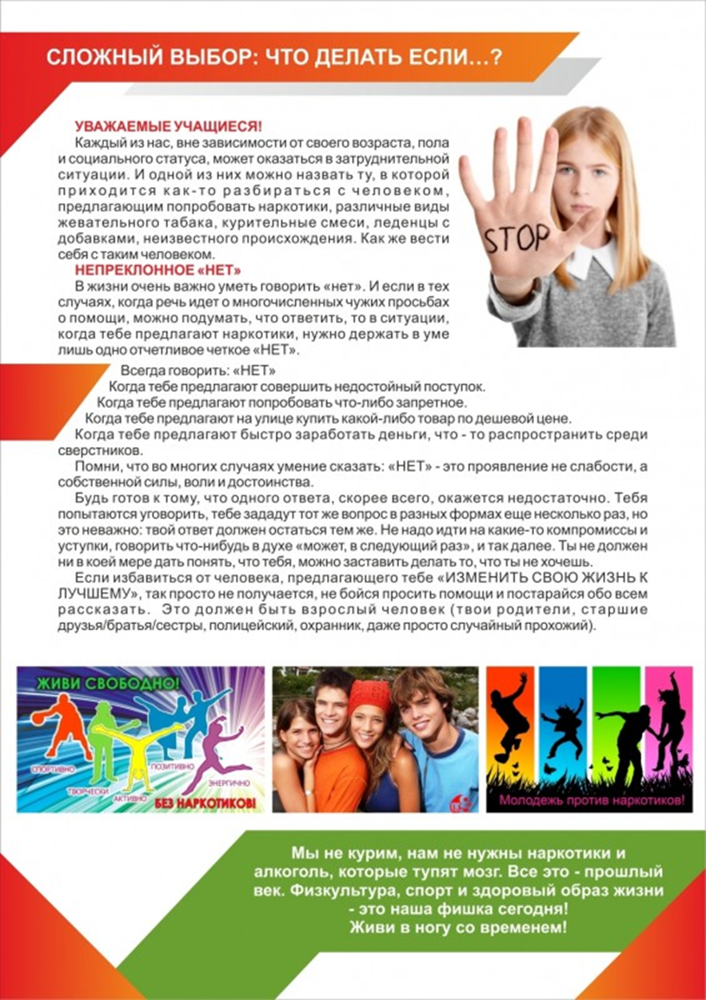 СЛОЖНЫЙ ВЫБОР: ЧТО ДЕЛАТЬ ЕСЛИ...?
УВАЖАЕМЫЕ УЧАЩИЕСЯ!
Каждый из нас, вне зависимости от своего возраста, пола
и социального статуса, может оказаться в затруднительной
ситуации. И одной из них можно назвать ту, в которой
приходится как-то разбираться с человеком,
предлагающим попробовать наркотики, различные виды
жевательного табака, курительные смеси, леденцы с
добавками, неизвестного происхождения. Как же вести
себя с таким человеком.
STOP
НЕПРЕКЛОННОЕ «НЕТ»
В жизни очень важно уметь говорить «нет». И если в тех
случаях, когда речь идет о многочисленных чужих просьбах
о помощи, можно подумать, что ответить, то в ситуации,
когда тебе предлагают наркотики, нужно держать в уме
лишь одно отчетливое четкое «НЕТ».
Всегда говорить: «НЕТ»
Когда тебе предлагают совершить недостойный поступок.
Когда тебе предлагают попробовать что-либо запретное.
Когда тебе предлагают на улице купить какой-либо товар по дешевой цене.
Когда тебе предлагают быстро заработать деньги, что - то распространить среди
сверстников.
Помни, что во многих случаях умение сказать: «НЕТ» - это проявление не слабости, а
собственной силы, воли и достоинства.
Будь готов к тому, что одного ответа, скорее всего, окажется недостаточно. Тебя
попытаются уговорить, тебе зададут тот же вопрос в разных формах еще несколько раз, но
это неважно: твой ответ должен остаться тем же. Не надо идти на какие-то компромиссы и
уступки, говорить что-нибудь в духе «может, в следующий раз», и так далее. Ты не должен
ни в коей мере дать понять, что тебя, можно заставить делать то, что ты не хочешь.
Если избавиться от человека, предлагающего тебе «ИЗМЕНИТЬ СВОЮ ЖИЗНЬ К
ЛУЧШЕМУ», так просто не получается, не бойся просить помощи и постарайся обо всем
рассказать. Это должен быть взрослый человек (твои родители, старшие
друзья/братья/сестры, полицейский, охранник, даже просто случайный прохожий).
ЖИВИ СВОБОДНО!
СПОРТИВНО
ТВОРЧЕСКИ
АКТИВНО
ПОЗИТИВНО
ЭНЕРГИЧНО
БЕЗ НАРКОТИКОВ!
Молодежь против наркотиков!
Мы не курим, нам не нужны наркотики и
алкоголь, которые тупят мозг. Все это - прошлый
век. Физкультура, спорт и здоровый образ жизни
- это наша фишка сегодня!
Живи в ногу со временем!